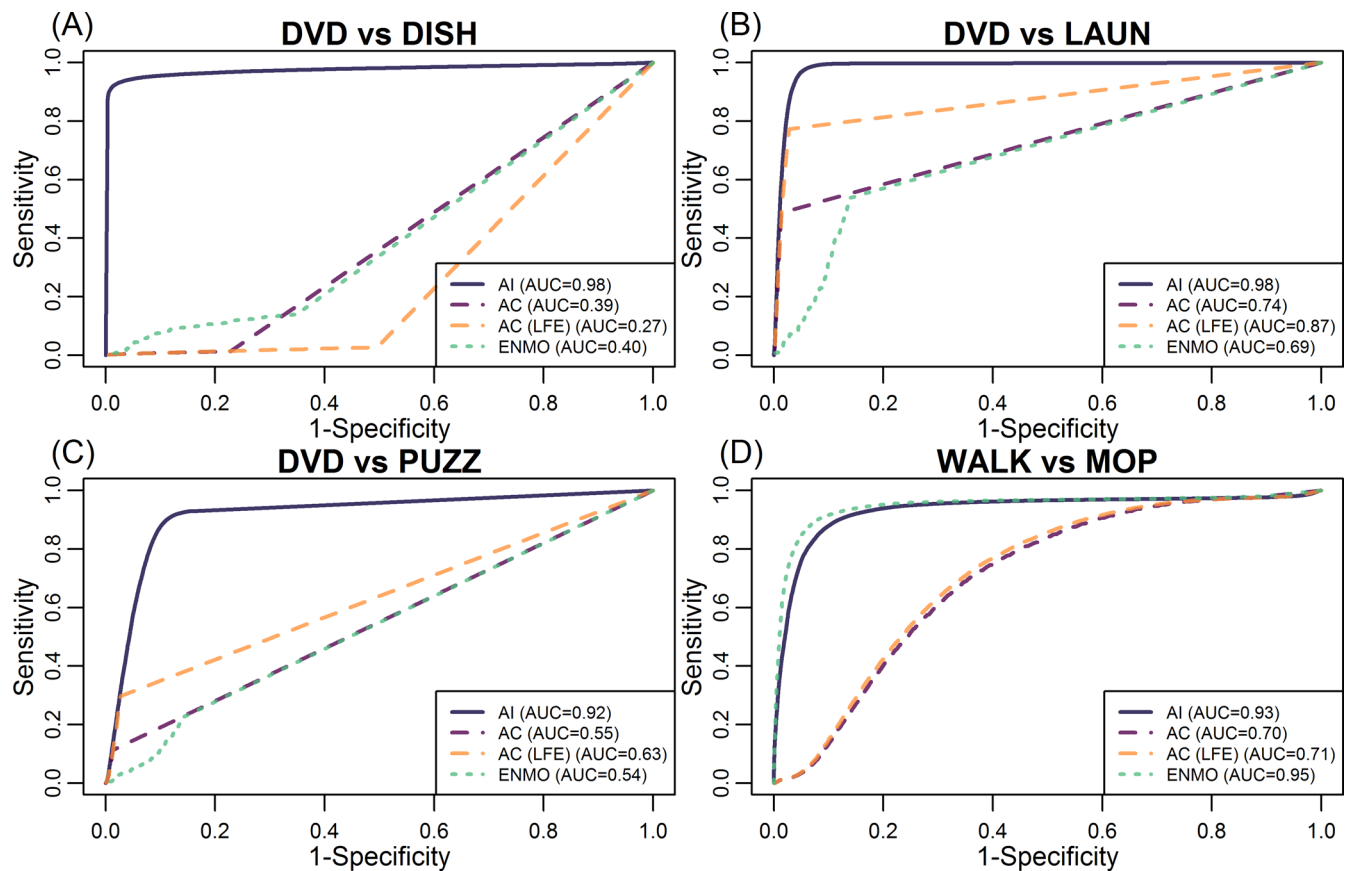 (A)
DVD vs DISH
Sensitivity
0.0 0.2 0.4 0.6 0.8 1.0
AI (AUC=0.98)
AC (AUC=0.39)
AC (LFE) (AUC=0.27)
ENMO (AUC=0.40)
0.0 0.2 0.4 0.6 0.8 1.0
1-Specificity
(B)
DVD vs LAUN
Sensitivity
0.0 0.2 0.4 0.6 0.8 1.0
AI (AUC=0.98)
AC (AUC=0.74)
AC (LFE) (AUC=0.87)
ENMO (AUC=0.69)
0.0 0.2 0.4 0.6 0.8 1.0
1-Specificity
(C)
DVD vs PUZZ
Sensitivity
0.0 0.2 0.4 0.6 0.8 1.0
AI (AUC=0.92)
AC (AUC=0.55)
AC (LFE) (AUC=0.63)
ENMO (AUC=0.54)
0.0 0.2 0.4 0.6 0.8 1.0
1-Specificity
(D)
WALK vs MOP
Sensitivity
0.0 0.2 0.4 0.6 0.8 1.0
AI (AUC=0.93)
AC (AUC=0.70)
AC (LFE) (AUC=0.71)
ENMO (AUC=0.95)
0.0 0.2 0.4 0.6 0.8 1.0
1-Specificity